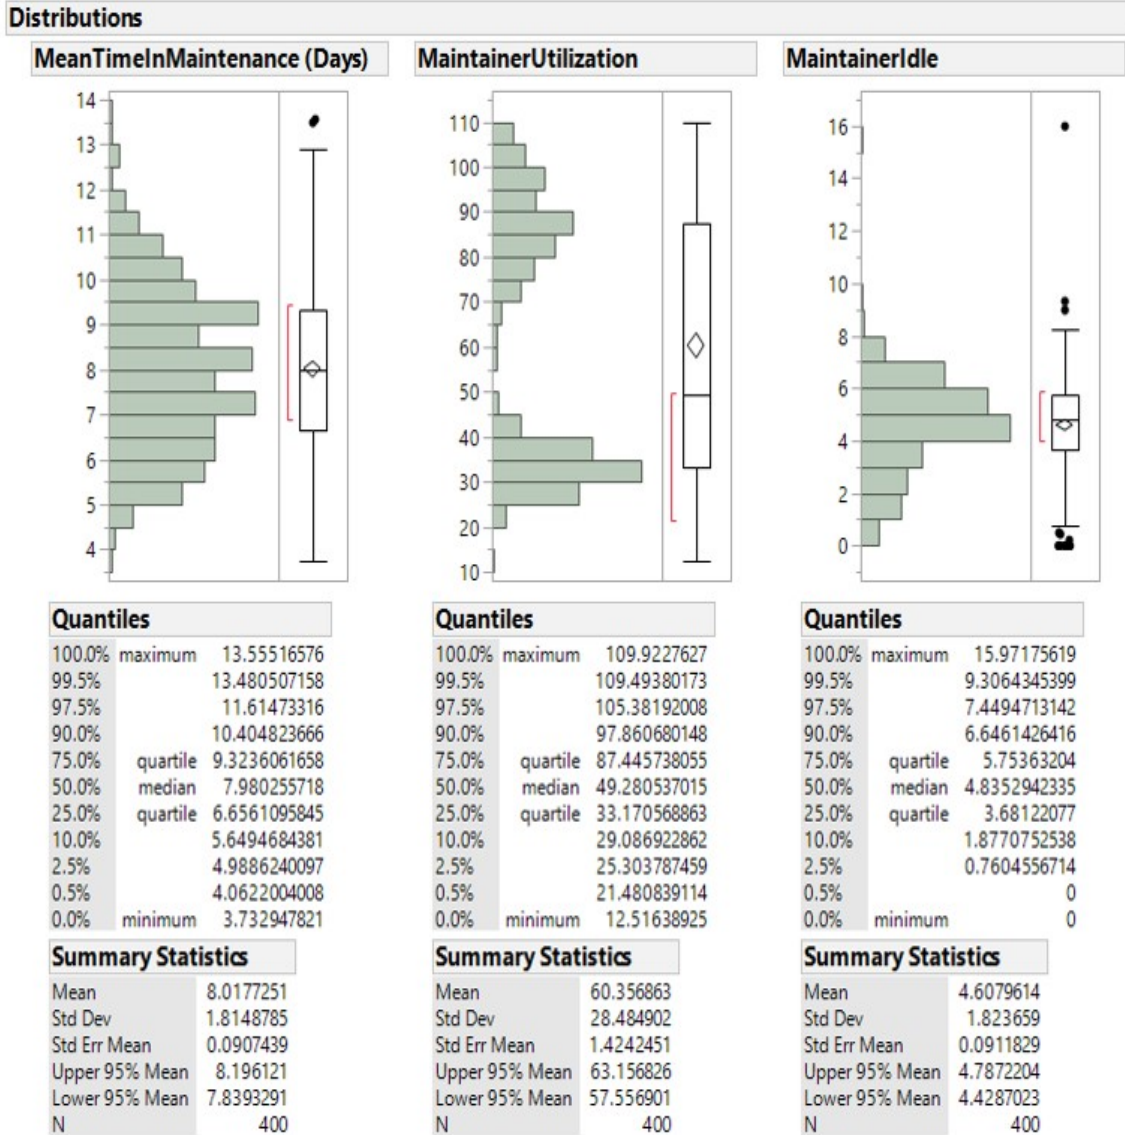 Distributions
MeanTimeInMaintenance (Days)
14
13
12
11
10
9
8
7
6
5
4
Quantiles
100.0% maximum 13.55516576
99.5% 13.480507158
97.5% 11.61473316
90.0% 10.404823666
75.0% quartile 9.3236061658
50.0% median 7.980255718
25.0% quartile 6.6561095845
10.0% 5.6494684381
2.5% 4.9886240097
0.5% 4.0622004008
0.0% minimum 3.732947821
Summary Statistics
Mean 8.0177251
Std Dev 1.8148785
Std Err Mean 0.0907439
Upper 95% Mean 8.196121
Lower 95% Mean 7.8393291
N 400
MaintainerUtilization
110
100
90
80
70
60
50
40
30
20
10
Quantiles
100.0% maximum 109.9227627
99.5% 109.49380173
97.5% 105.38192008
90.0% 97.860680148
75.0% quartile 87.445738055
50.0% median 49.280537015
25.0% quartile 33.170568863
10.0% 29.086922862
2.5% 25.303787459
0.5% 21.480839114
0.0% minimum 12.51638925
Summary Statistics
Mean 60.356863
Std Dev 28.484902
Std Err Mean 1.4242451
Upper 95% Mean 63.156826
Lower 95% Mean 57.556901
N 400
MaintainerIdle
16
14
12
10
8
6
4
2
0
Quantiles
100.0% maximum 15.97175619
99.5% 9.3064345399
97.5% 7.4494713142
90.0% 6.6461426416
75.0% quartile 5.75363204
50.0% median 4.8352942335
25.0% quartile 3.68122077
10.0% 1.8770752538
2.5% 0.7604556714
0.5% 0
0.0% minimum 0
Summary Statistics
Mean 4.6079614
Std Dev 1.823659
Std Err Mean 0.0911829
Upper 95% Mean 4.7872204
Lower 95% Mean 4.4287023
N 400